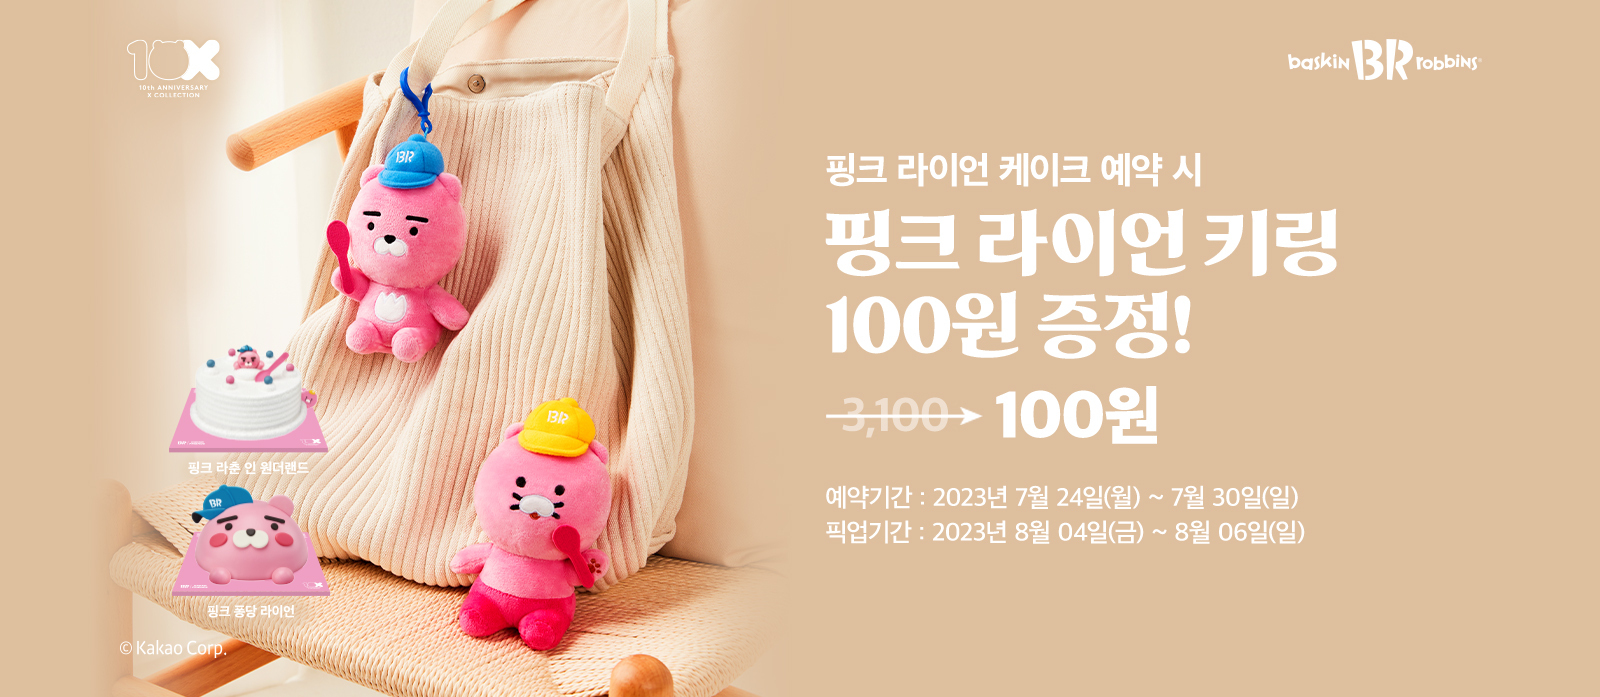 10X
10th ANNIVERSARY
X COLLECTION
baskin BR robbins
핑크 라이언 케이크 예약 시
핑크 라이언 키링
100원 증정!
3,100 100원
예약기간 : 2023년 7월 24일(월) ~ 7월 30일(일)
픽업기간 : 2023년 8월 04일(금) ~ 8월 06일(일)
BR
BR
핑크 라춘 인 원더랜드
BR
핑크 퐁당 라이언
© Kakao Corp.